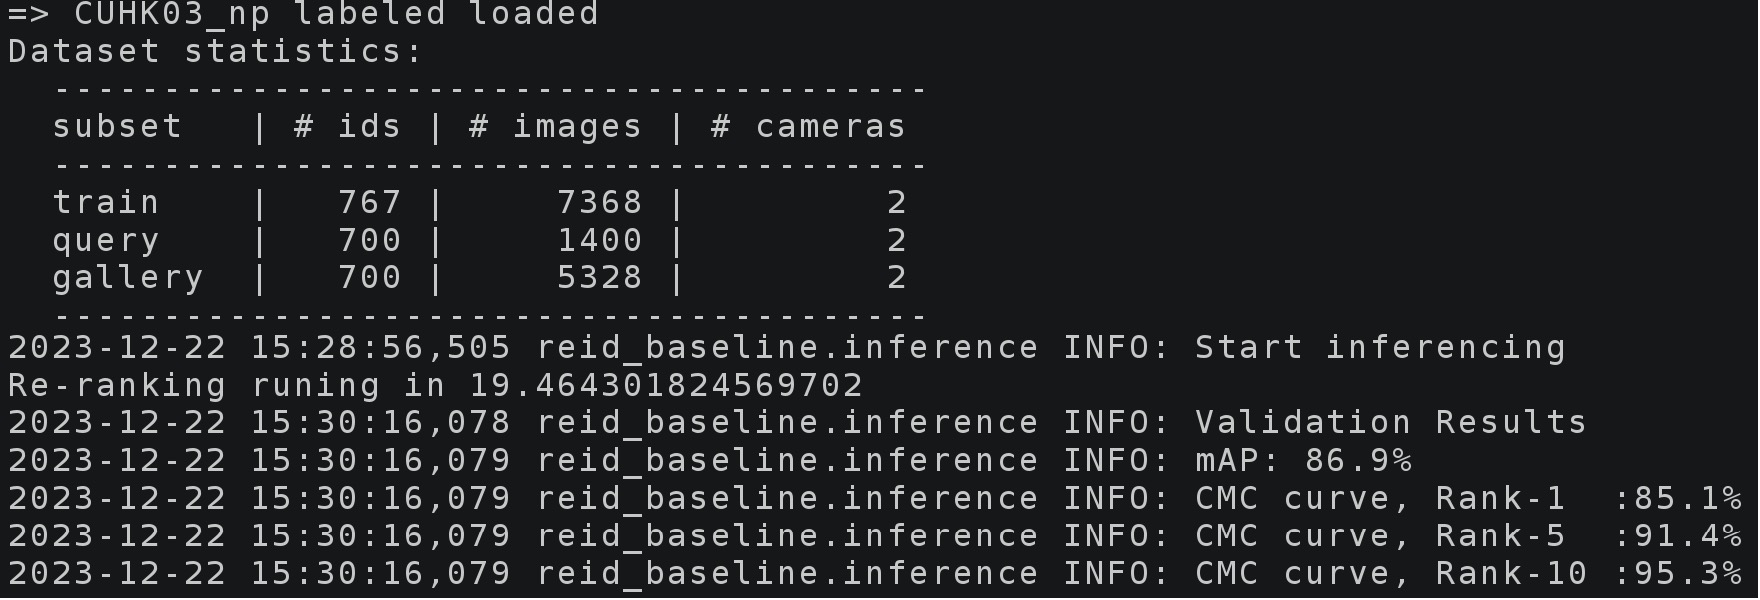 => CUHK03_np labeled loaded
Dataset statistics:
  ----------------------------------------
  subset   | # ids | # images | # cameras
  ----------------------------------------
  train    |   767 |     7368 |         2
  query    |   700 |     1400 |         2
  gallery  |   700 |     5328 |         2
  ----------------------------------------
2023-12-22 15:28:56,505 reid_baseline.inference INFO: Start inferencing
Re-ranking runing in 19.464301824569702
2023-12-22 15:30:16,078 reid_baseline.inference INFO: Validation Results
2023-12-22 15:30:16,079 reid_baseline.inference INFO: mAP: 86.9%
2023-12-22 15:30:16,079 reid_baseline.inference INFO: CMC curve, Rank-1  :85.1%
2023-12-22 15:30:16,079 reid_baseline.inference INFO: CMC curve, Rank-5  :91.4%
2023-12-22 15:30:16,079 reid_baseline.inference INFO: CMC curve, Rank-10 :95.3%